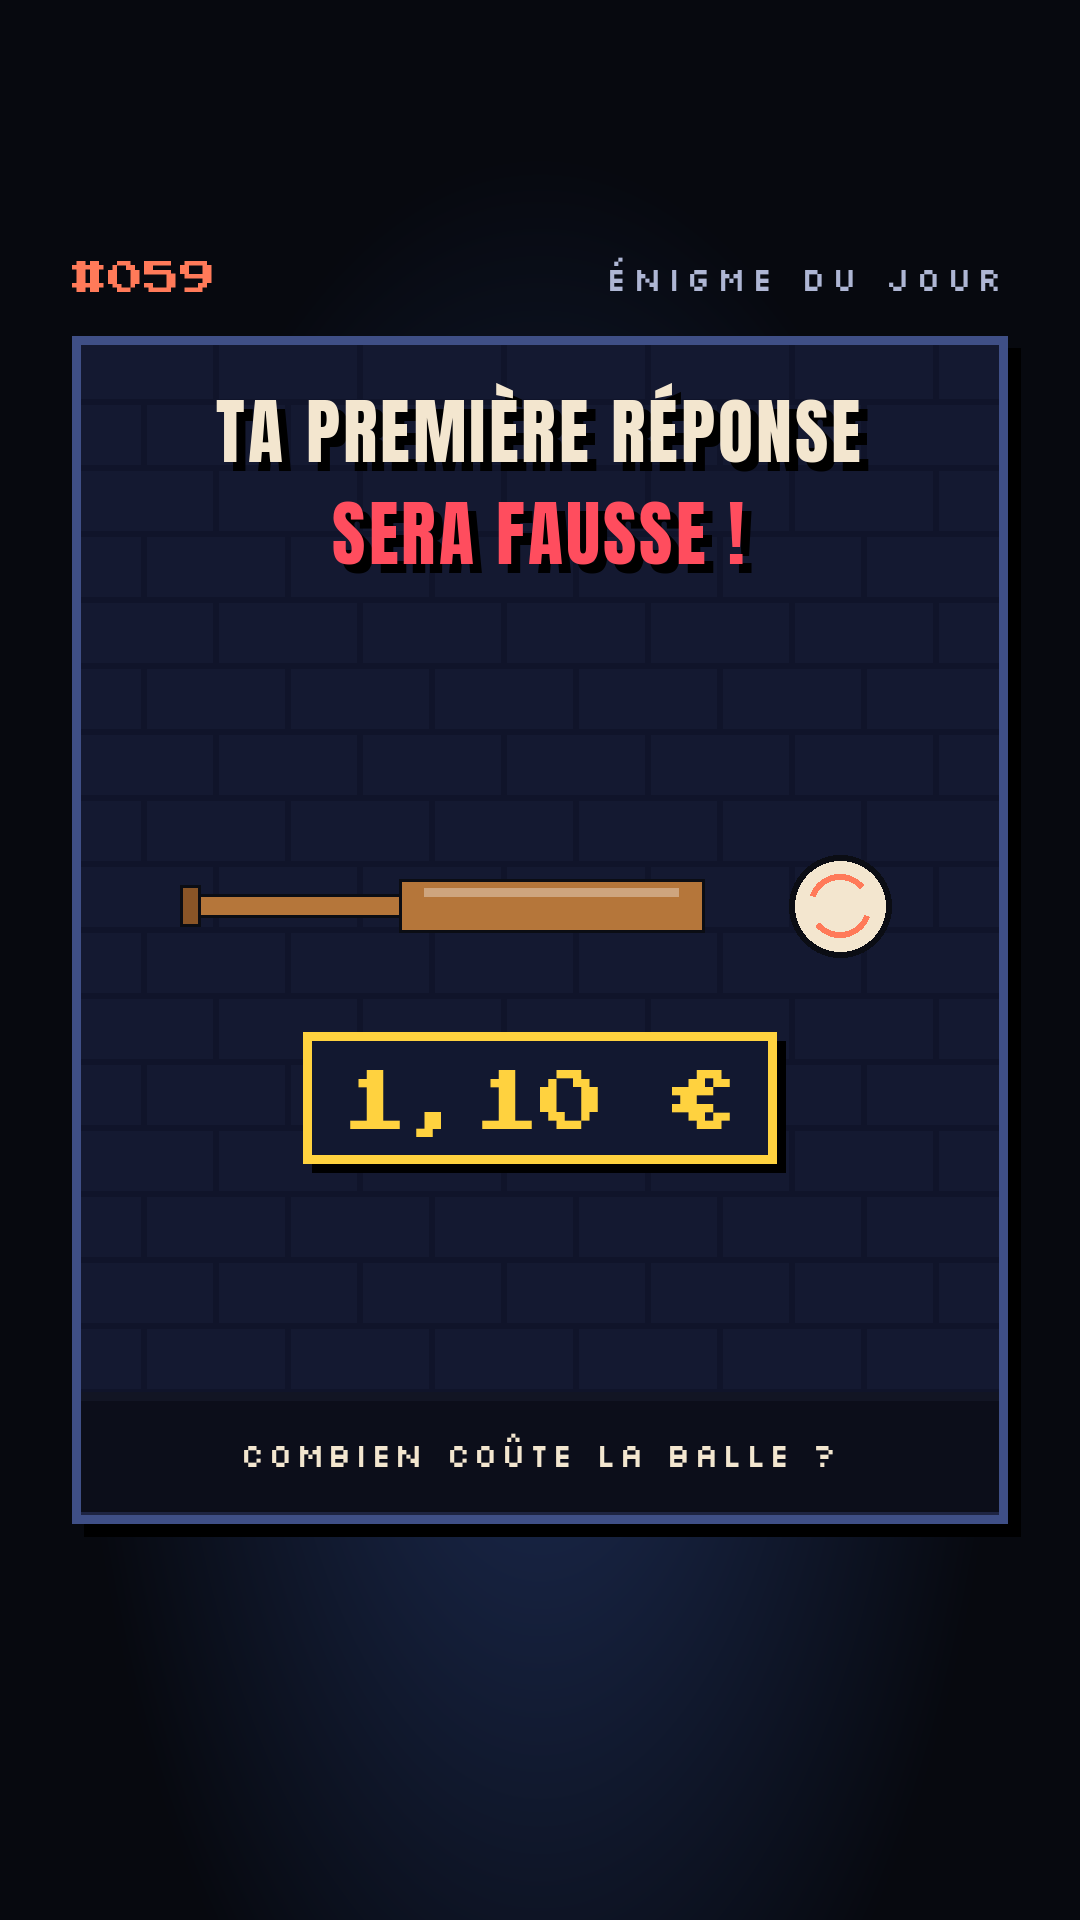 #059
ÉNIGME DU JOUR
TA PREMIÈRE RÉPONSE
SERA FAUSSE !
1,10 €
COMBIEN COÛTE LA BALLE ?